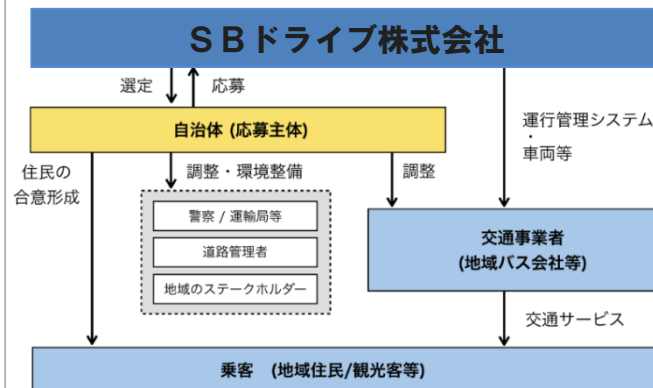 SBドライブ株式会社
選定
応募
自治体 (応募主体)
運行管理システム
・
車両等
住民の
合意形成
調整・環境整備
調整
警察 / 運輸局等
道路管理者
地域のステークホルダー
交通事業者
(地域バス会社等)
交通サービス
乗客 (地域住民/観光客等)